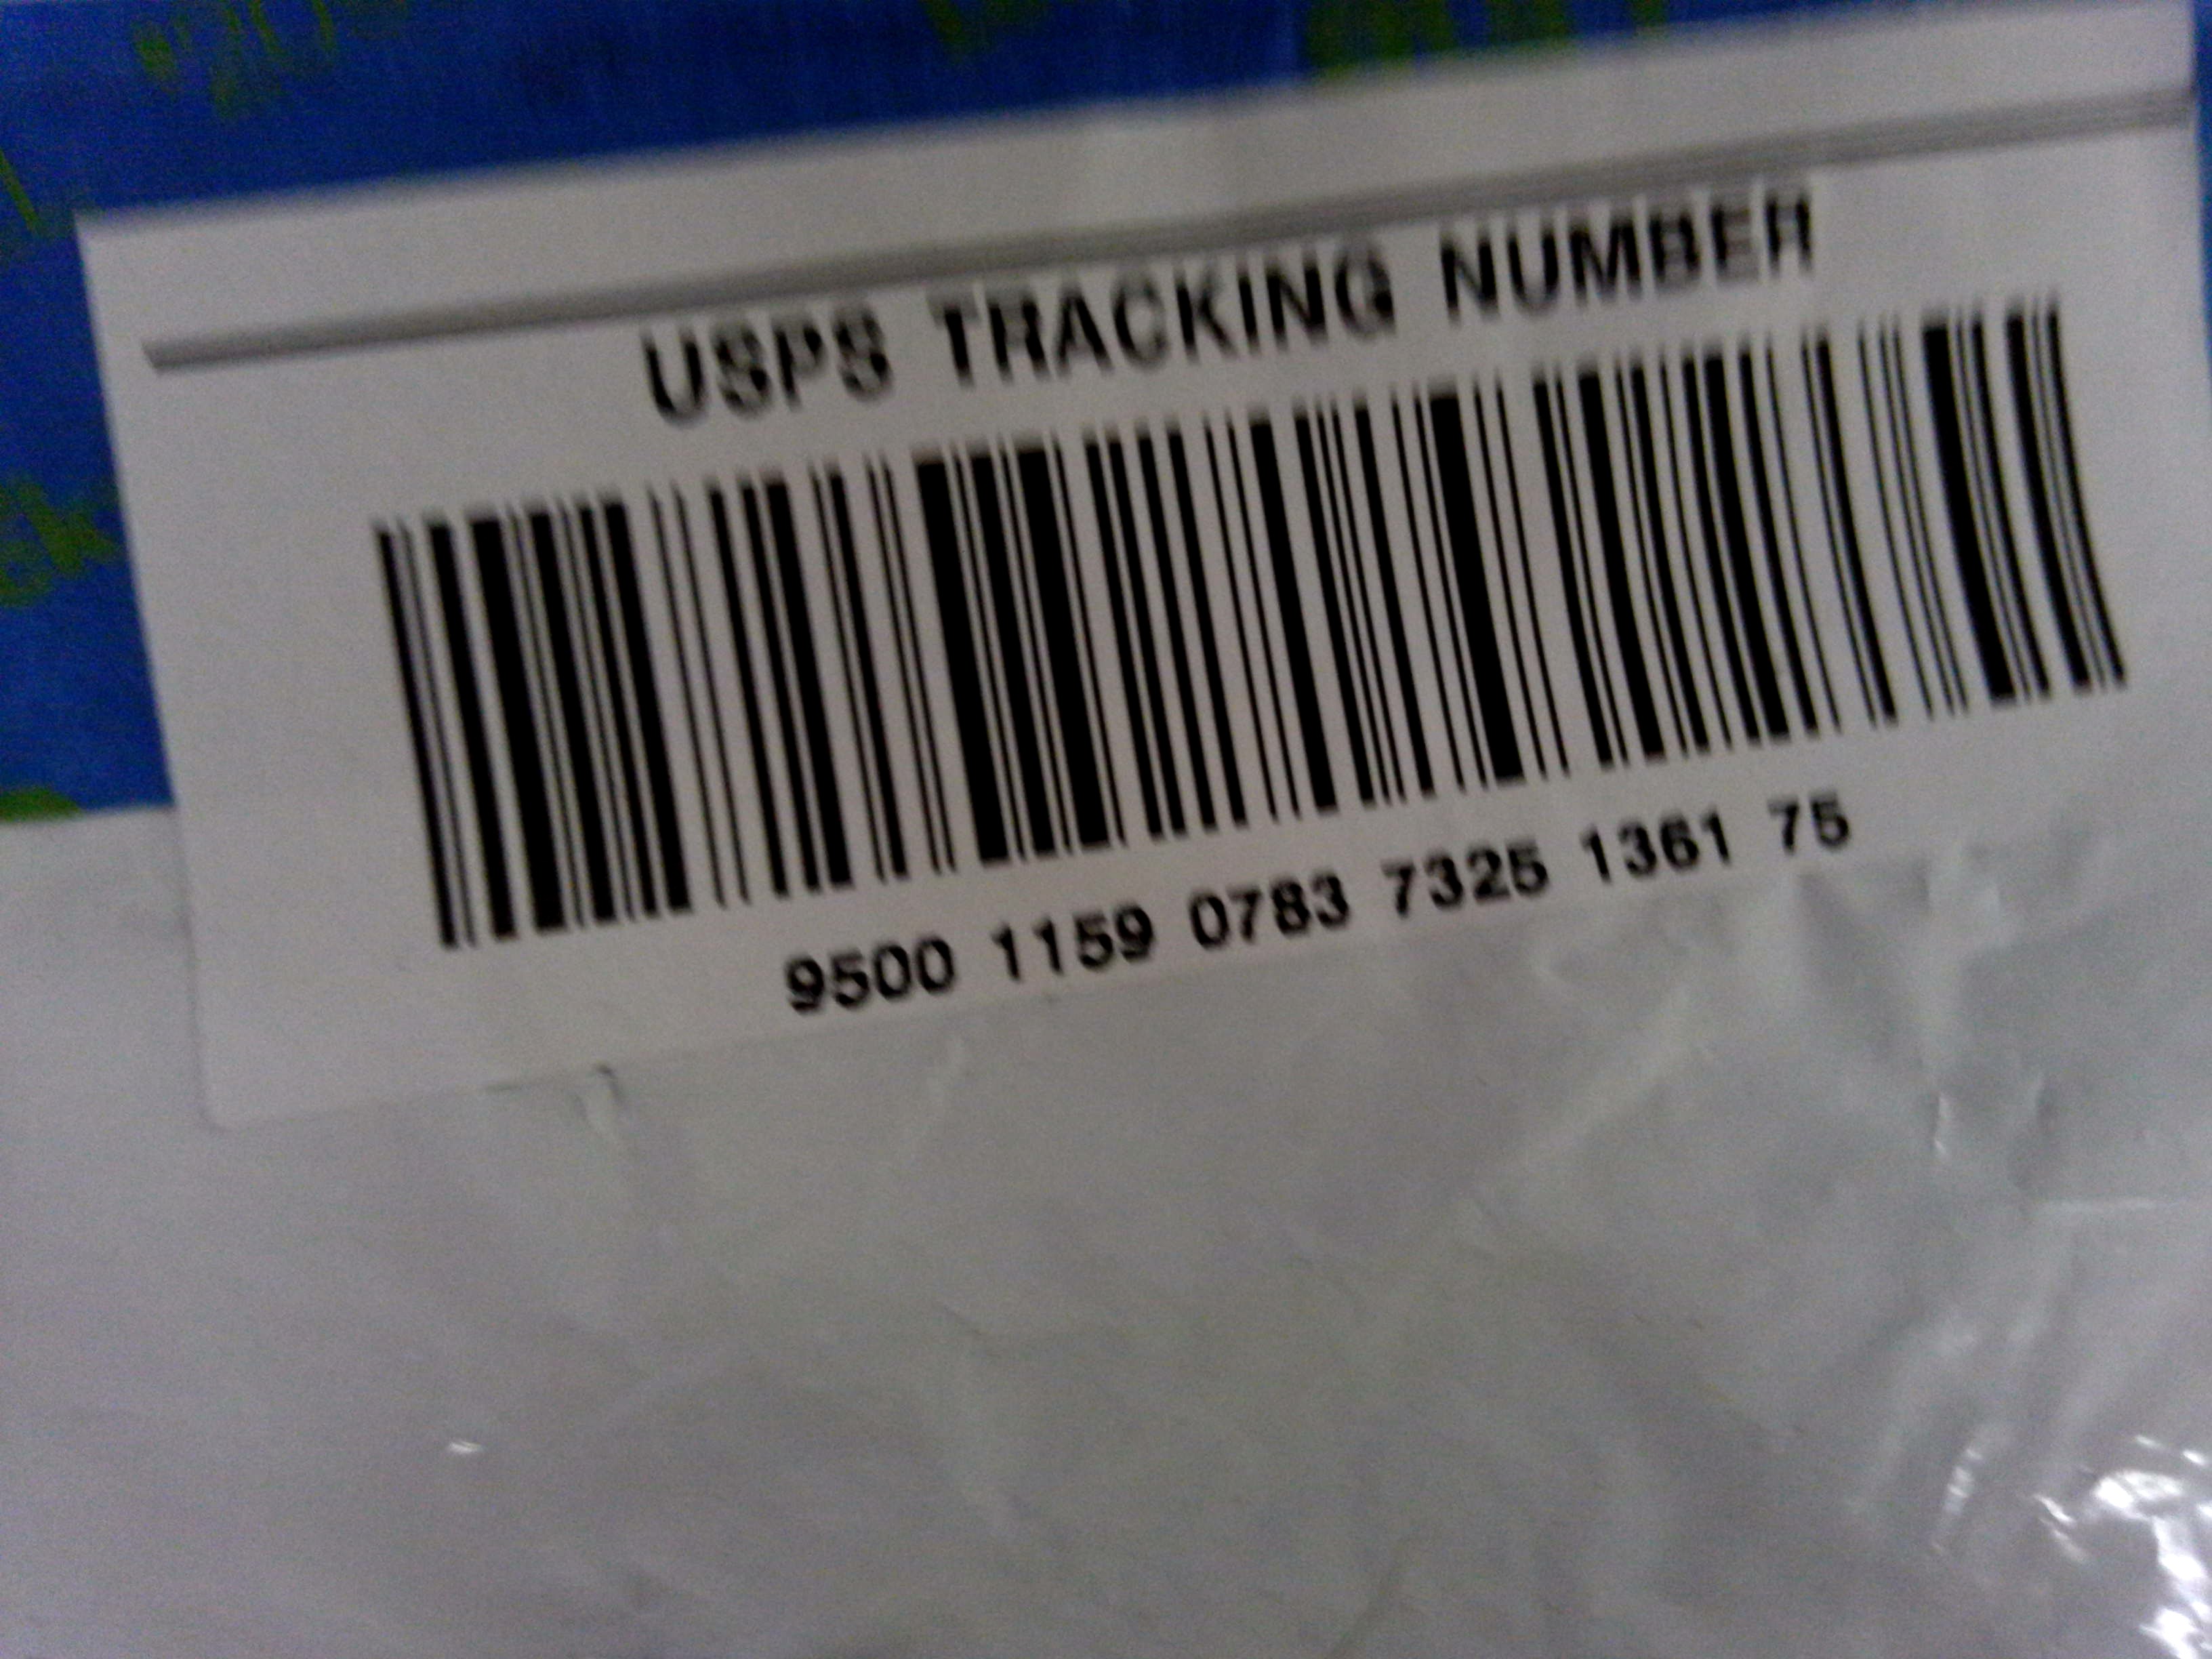 USPS TRACKING NUMBER
9500 1159 0783 7325 1361 75